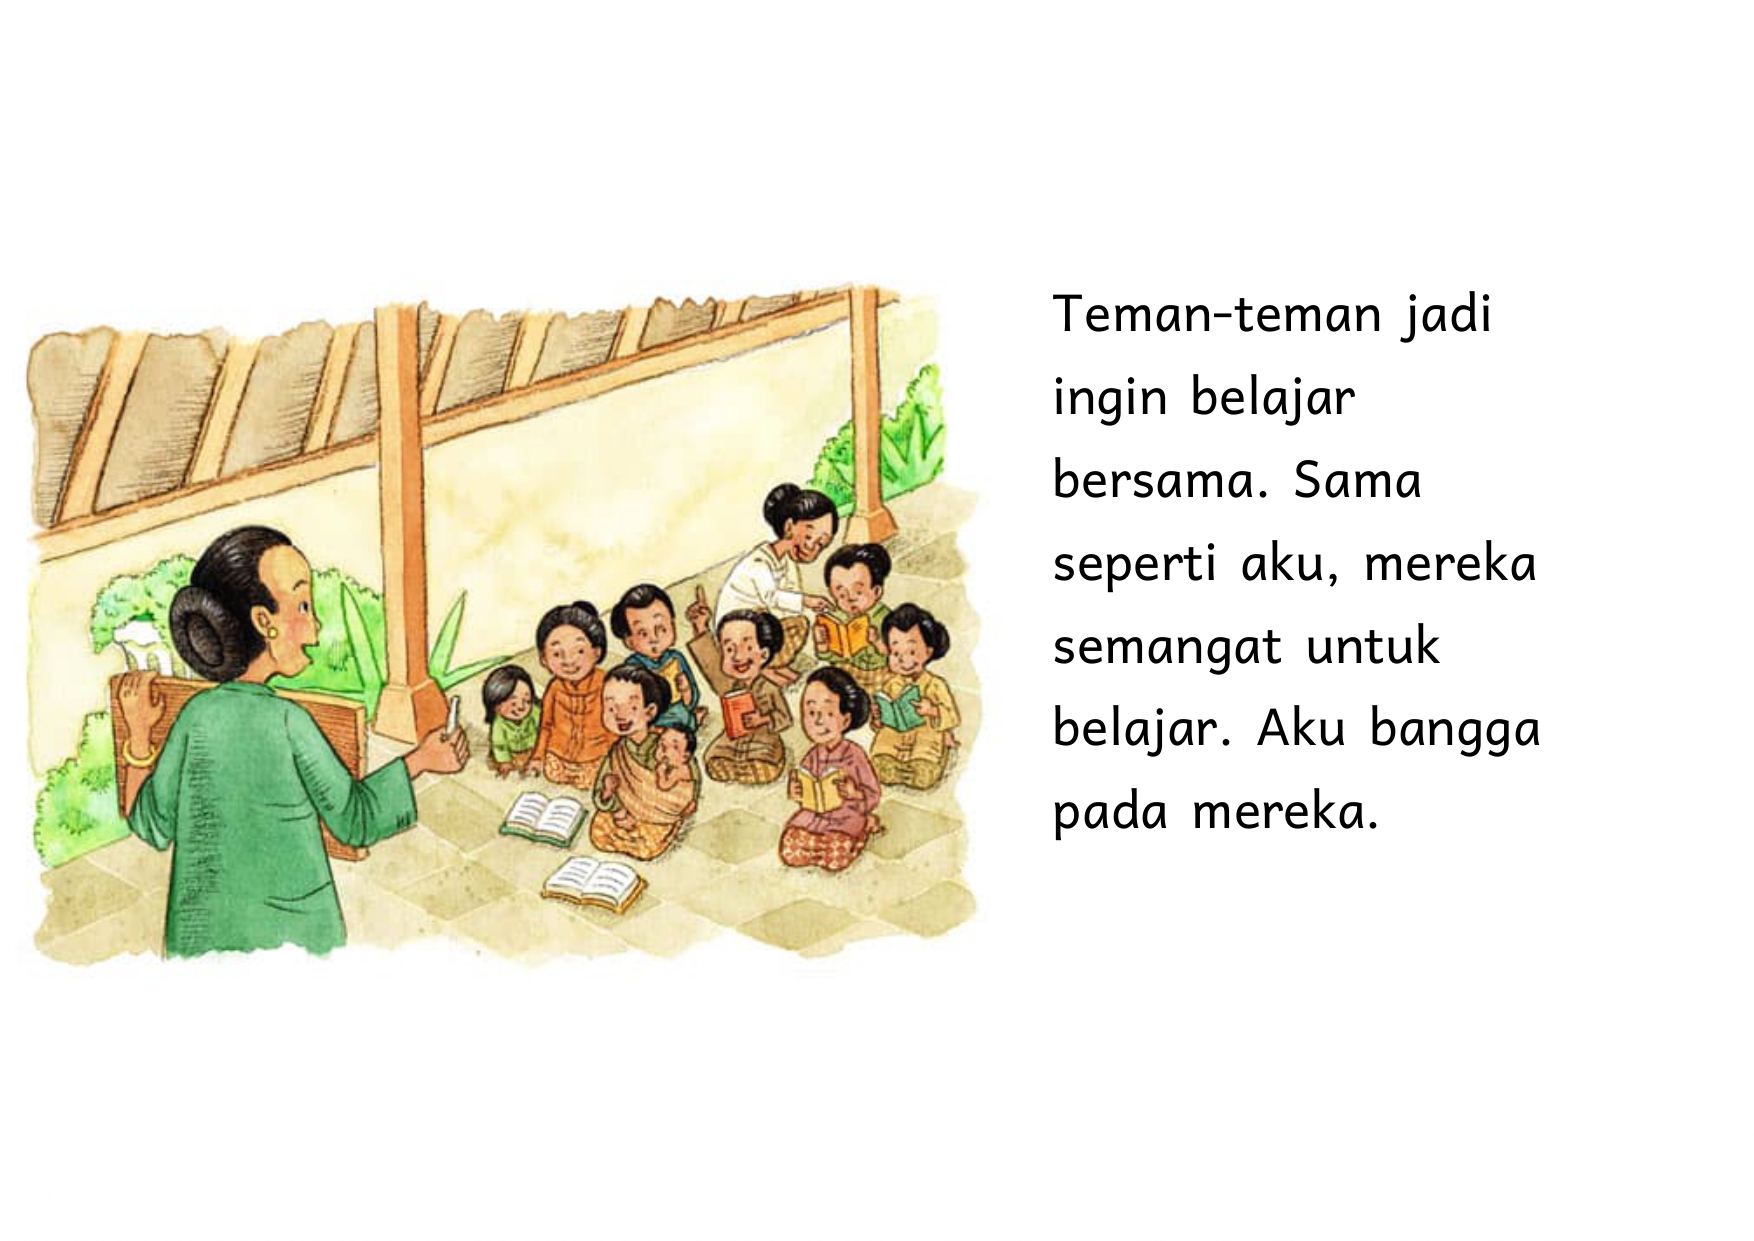 Teman-teman jadi
ingin belajar
bersama. Sama
seperti aku, mereka
semangat untuk
belajar. Aku bangga
pada mereka.